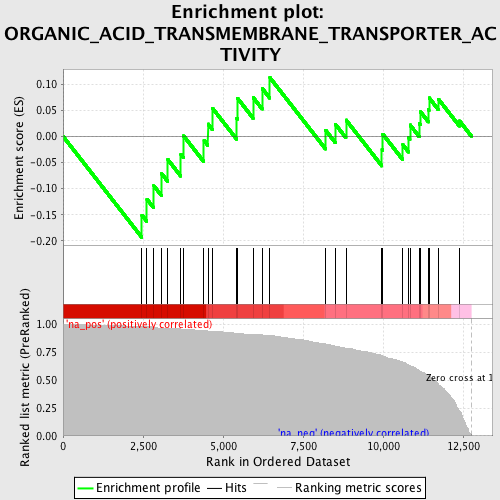 Enrichment plot:
ORGANIC_ACID_TRANSMEMBRANE_TRANSPORTER_AC
TIVITY
Enrichment score (ES)
0.10
0.05
0.00
-0.05
-0.10
-0.15
-0.20
'na_pos' (positively correlated)
Ranked list metric (PreRanked)
1.00
0.75
0.50
0.25
0.00
Zero cross at 1
'na_neg' (negatively correlated)
0
2,500
5,000
7,500
10,000
12,500
Rank in Ordered Dataset
Enrichment profile
Hits
Ranking metric scores